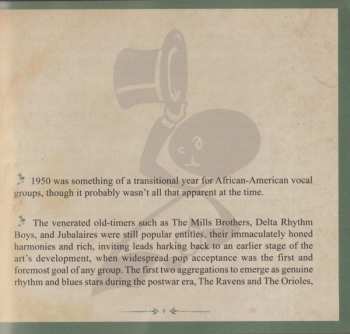 1950 was something of a transitional year for African-American vocal
groups, though it probably wasn't all that apparent at the time.
The venerated old-timers such as The Mills Brothers, Delta Rhythm
Boys, and Jubalaires were still popular entities, their immaculately honed
harmonies and rich, inviting leads harking back to an earlier stage of the
art's development, when widespread pop acceptance was the first and
foremost goal of any group. The first two aggregations to emerge as genuine
rhythm and blues stars during the postwar era, The Ravens and The Orioles,